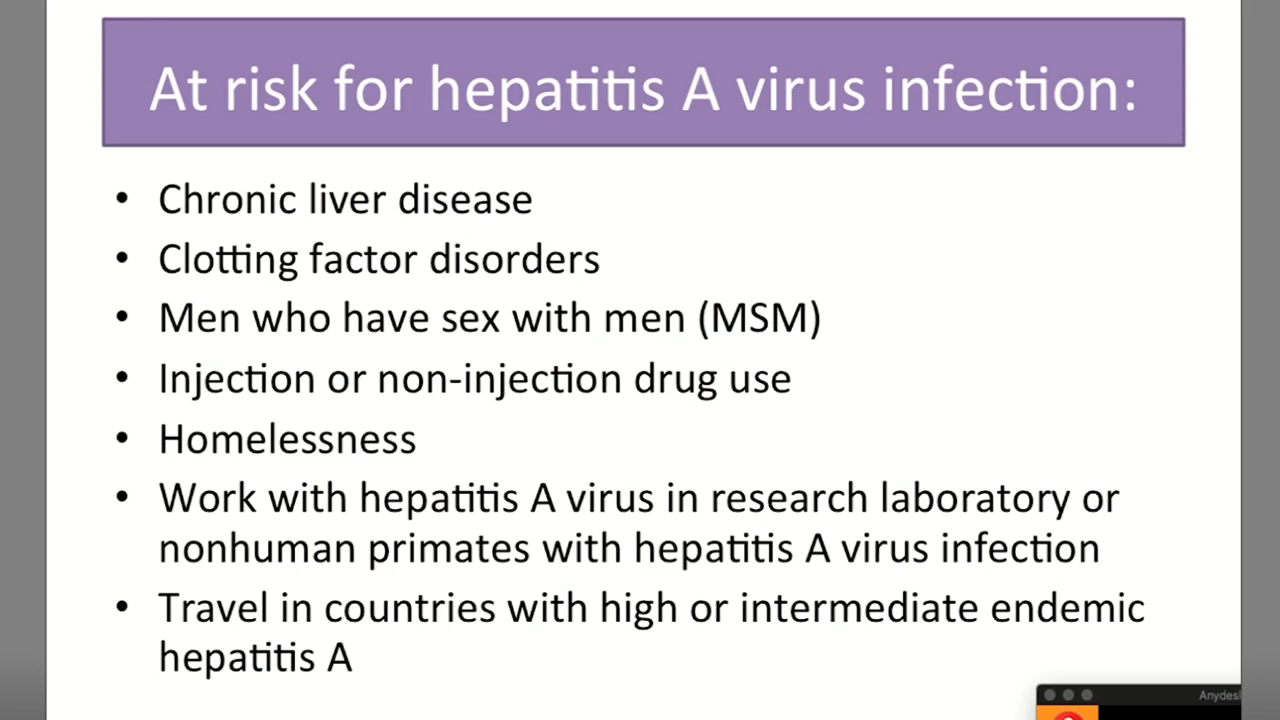 At risk for hepatitis A virus infection:
• Chronic liver disease
• Clotting factor disorders
• Men who have sex with men (MSM)
• Injection or non-injection drug use
• Homelessness
• Work with hepatitis A virus in research laboratory or
nonhuman primates with hepatitis A virus infection
• Travel in countries with high or intermediate endemic
hepatitis A
Anydesk